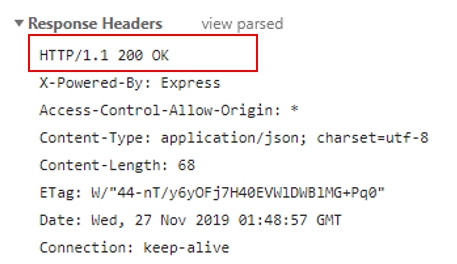 Response Headers view parsed
HTTP/1.1 200 OK
X-Powered-By: Express
Access-Control-Allow-Origin: *
Content-Type: application/json; charset=utf-8
Content-Length: 68
ETag: W/"44-nT/y6yOFj7H40EVWlDWBlMG+Pq0"
Date: Wed, 27 Nov 2019 01:48:57 GMT
Connection: keep-alive